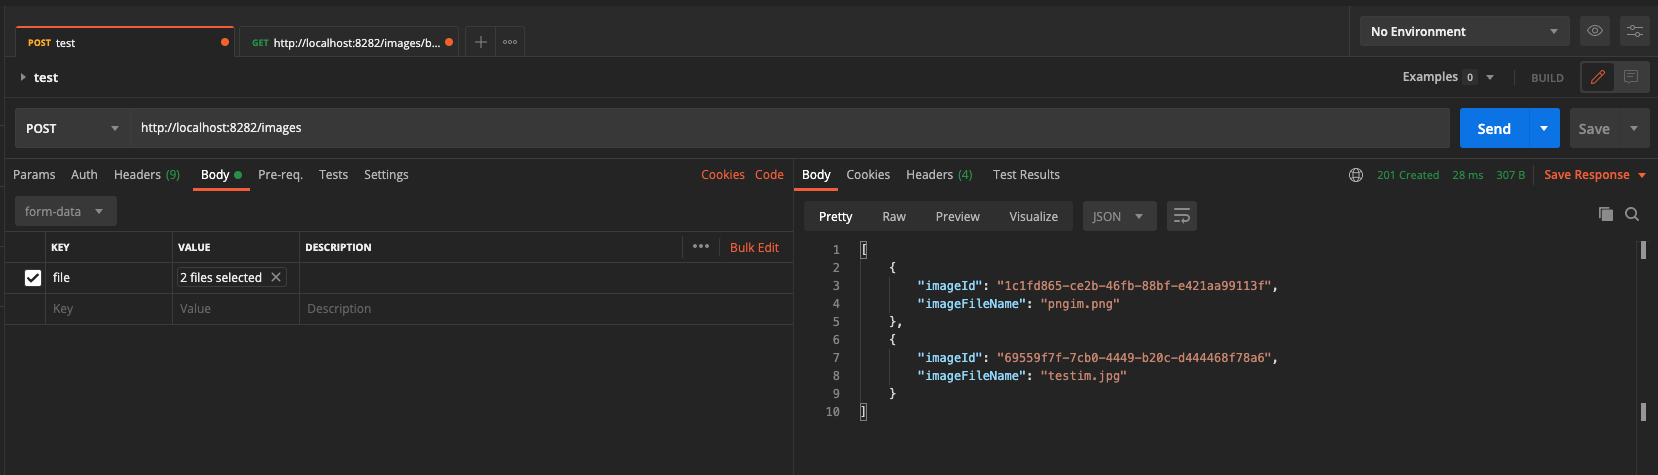 POST test
GET http://localhost:8282/images/b...
No Environment
test
Examples 0
BUILD
POST
http://localhost:8282/images
Send
Save
Params Auth Headers (9) Body Pre-req. Tests Settings Cookies Code
Body Cookies Headers (4) Test Results 201 Created 28 ms 307 B Save Response
form-data
Pretty Raw Preview Visualize JSON
KEY VALUE DESCRIPTION Bulk Edit
file 2 files selected
Key Value Description
1 [
2 {
3 "imageId": "1c1fd865-ce2b-46fb-88bf-e421aa99113f",
4 "imageFileName": "pngim.png"
5 },
6 {
7 "imageId": "69559f7f-7cb0-4449-b20c-d444468f78a6",
8 "imageFileName": "testim.jpg"
9 }
10 ]